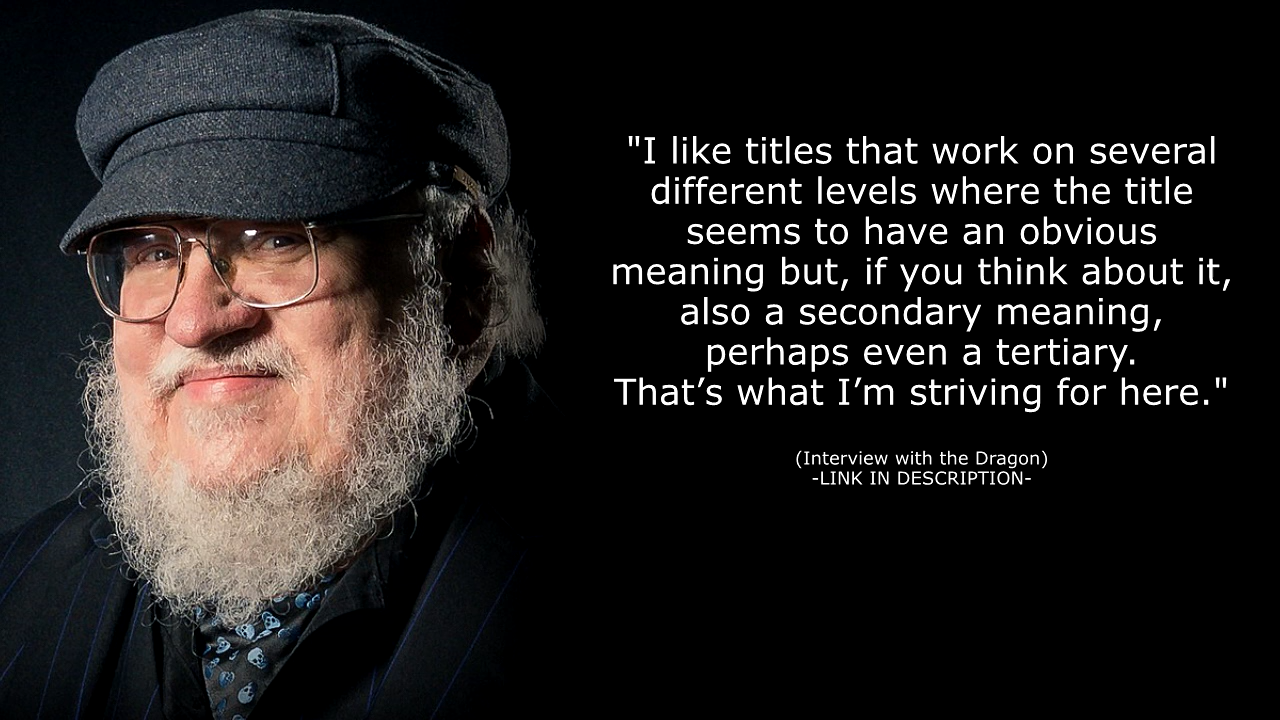 "I like titles that work on several
different levels where the title
seems to have an obvious
meaning but, if you think about it,
also a secondary meaning,
perhaps even a tertiary.
That’s what I’m striving for here."
(Interview with the Dragon)
-LINK IN DESCRIPTION-